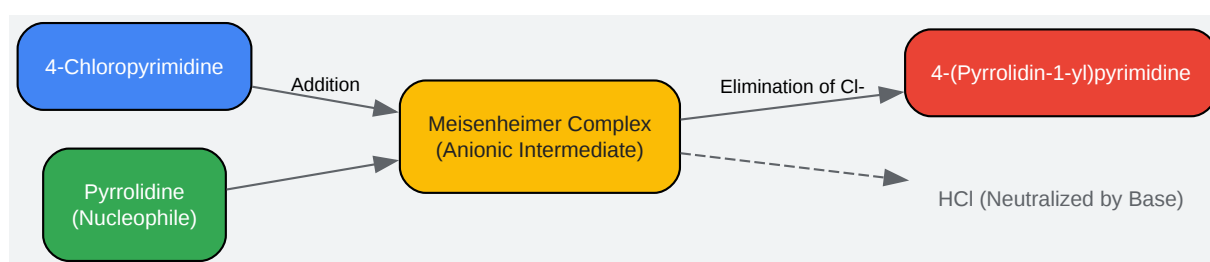 4-Chloropyrimidine
Addition
Pyrrolidine
(Nucleophile)
Meisenheimer Complex
(Anionic Intermediate)
Elimination of Cl-
4-(Pyrrolidin-1-yl)pyrimidine
HCl (Neutralized by Base)